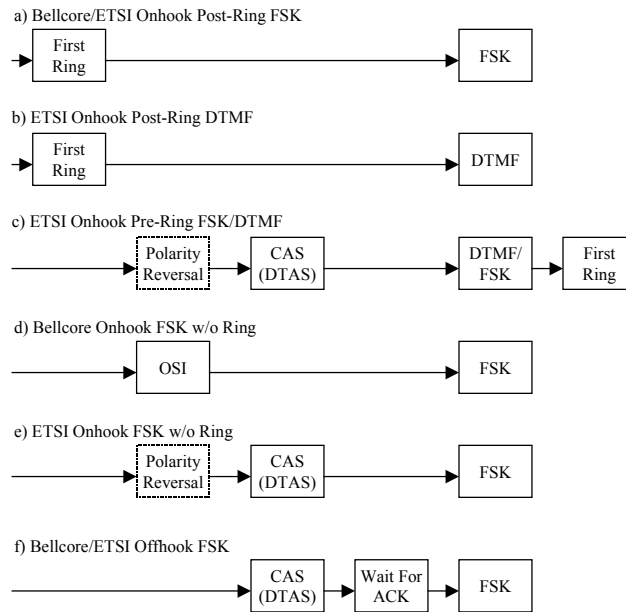 a) Bellcore/ETSI Onhook Post-Ring FSK
First
Ring
FSK
b) ETSI Onhook Post-Ring DTMF
First
Ring
DTMF
c) ETSI Onhook Pre-Ring FSK/DTMF
Polarity
Reversal
CAS
(DTAS)
DTMF/
FSK
First
Ring
d) Bellcore Onhook FSK w/o Ring
OSI
FSK
e) ETSI Onhook FSK w/o Ring
Polarity
Reversal
CAS
(DTAS)
FSK
f) Bellcore/ETSI Offhook FSK
CAS
(DTAS)
Wait For
ACK
FSK